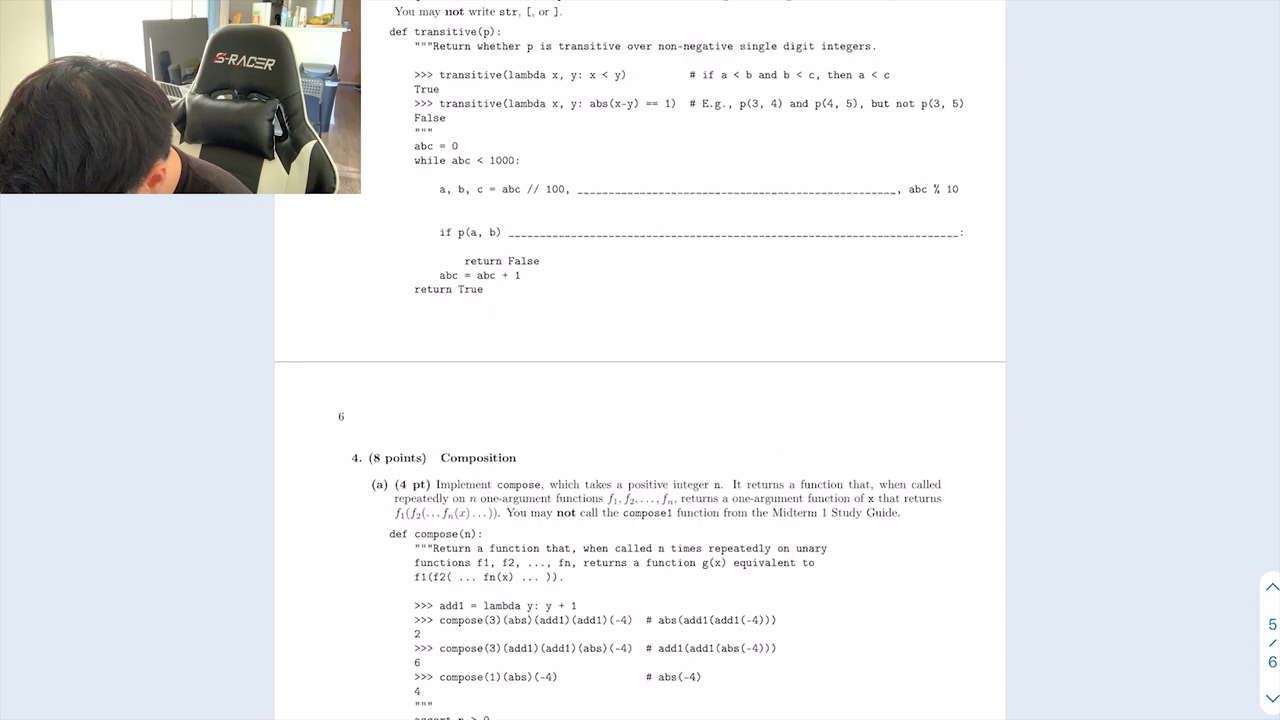 S-RACER
You may not write str, [, or ].
def transitive(p):
"""Return whether p is transitive over non-negative single digit integers.
>>> transitive(lambda x, y: x < y) # if a < b and b < c, then a < c
True
>>> transitive(lambda x, y: abs(x-y) == 1) # E.g., p(3, 4) and p(4, 5), but not p(3, 5)
False
"""
abc = 0
while abc < 1000:
a, b, c = abc // 100, ________________________________________, abc % 10
if p(a, b) ________________________________________:
return False
abc = abc + 1
return True
6
4. (8 points) Composition
(a) (4 pt) Implement compose, which takes a positive integer n. It returns a function that, when called
repeatedly on n one-argument functions f1, f2, . . . , fn, returns a one-argument function of x that returns
f1(f2(. . . fn(x) . . .)). You may not call the compose1 function from the Midterm 1 Study Guide.
def compose(n):
"""Return a function that, when called n times repeatedly on unary
functions f1, f2, ..., fn, returns a function g(x) equivalent to
f1(f2( ... fn(x) ... )).
>>> add1 = lambda y: y + 1
>>> compose(3)(abs)(add1)(add1)(-4) # abs(add1(add1(-4)))
2
>>> compose(3)(add1)(add1)(abs)(-4) # add1(add1(abs(-4)))
6
>>> compose(1)(abs)(-4) # abs(-4)
4
"""
assert n > 0
5
/
6